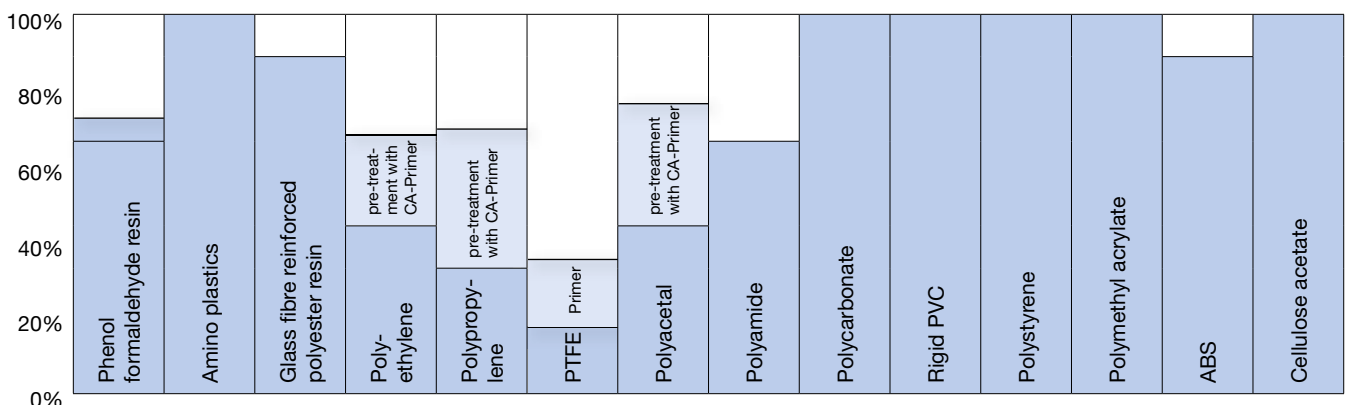 100%
80%
60%
40%
20%
0%
Phenol
formaldehyde resin
Amino plastics
Glass fibre reinforced
polyester resin
Poly-
ethylene
pre-treat-
ment with
CA-Primer
Polypropy-
lene
pre-treatment
with CA-Primer
PTFE
Primer
Polyacetal
pre-treatment
with CA-Primer
Polyamide
Polycarbonate
Rigid PVC
Polystyrene
Polymethyl acrylate
ABS
Cellulose acetate